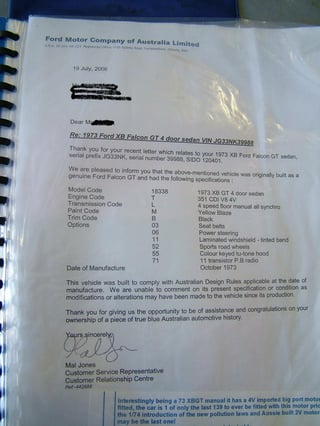 Ford Motor Company of Australia Limited
19 July, 2006
Dear M
Re: 1973 Ford XB Falcon GT 4 door sedan VIN JG33NK39988
Thank you for your recent letter which relates to your 1973 XB Ford Falcon GT sedan,
serial prefix JG33NK, serial number 39988, SIDO 120401.
We are pleased to inform you that the above-mentioned vehicle was originally built as a
genuine Ford Falcon GT and had the following specifications :
Model Code 18338 1973 XB GT 4 sedan
Engine Code T 351 CDI V8 4V
Transmission Code L 4 speed floor manual all synchro
Paint Code M Yellow Blaze
Trim Code B Black
Options 03 Seat belts
06 Power steering
11 Laminated windshield - tinted band
52 Sports road wheels
55 Colour keyed tu-tone hood
71 11 transistor P.B radio
Date of Manufacture October 1973
This vehicle was built to comply with Australian Design Rules applicable at the date of
manufacture. We are unable to comment on its present specification or condition as
modifications or alterations may have been made to the vehicle since its production.
Thank you for giving us the opportunity to be of assistance and congratulations on your
ownership of a piece of true blue Australian automotive history.
Yours sincerely,
Mal Jones
Customer Service Representative
Customer Relationship Centre
Ref:-442688
Interestingly being a 73 XBGT manual it has a 4V imported big port motor
fitted, the car is 1 of only the last 139 to ever be fitted with this motor prio
the 1/74 introduction of the new pollution laws and Aussie built 2V motor
may be the last one!